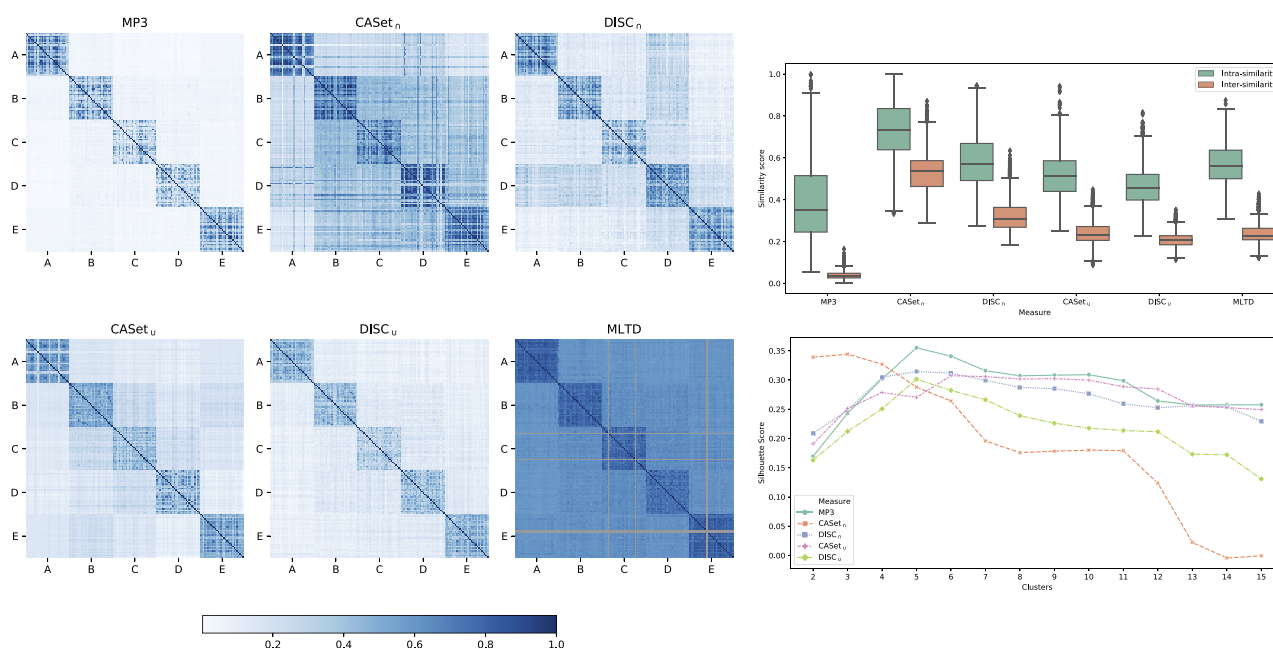 MP3
CASet ∩
DISC ∩
A
B
C
D
E
A
B
C
D
E
A
B
C
D
E
A
B
C
D
E
A
B
C
D
E
A
B
C
D
E
CASet ∪
DISC ∪
MLTD
A
B
C
D
E
A
B
C
D
E
A
B
C
D
E
A
B
C
D
E
A
B
C
D
E
A
B
C
D
E
0.2 0.4 0.6 0.8 1.0
Intra-similarit
Inter-similarit
Similarity score
1.0
0.8
0.6
0.4
0.2
0.0
MP3 CASet∩ DISC∩ CASet∪ DISC∪ MLTD
Measure
Silhouette Score
0.35
0.30
0.25
0.20
0.15
0.10
0.05
0.00
Measure
MP3
CASet∩
DISC∩
CASet∪
DISC∪
2 3 4 5 6 7 8 9 10 11 12 13 14 15
Clusters